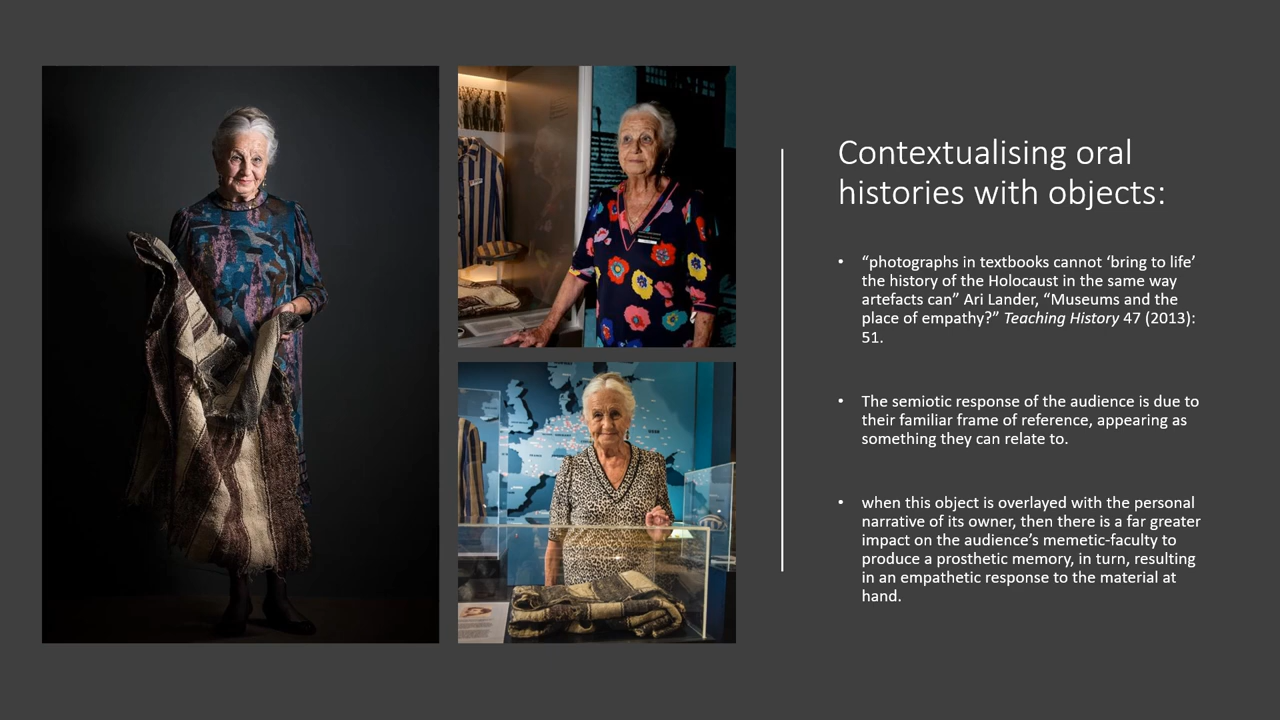 Contextualising oral
histories with objects:
• “photographs in textbooks cannot ‘bring to life’
the history of the Holocaust in the same way
artefacts can” Ari Lander, “Museums and the
place of empathy?” Teaching History 47 (2013):
51.
• The semiotic response of the audience is due to
their familiar frame of reference, appearing as
something they can relate to.
• when this object is overlayed with the personal
narrative of its owner, then there is a far greater
impact on the audience’s memetic-faculty to
produce a prosthetic memory, in turn, resulting
in an empathetic response to the material at
hand.